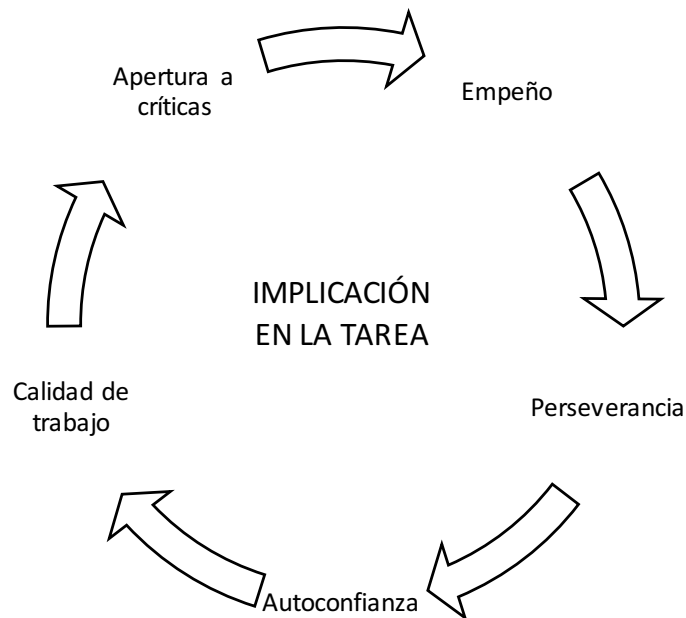 Apertura a
críticas
Empeño
IMPLICACIÓN
EN LA TAREA
Calidad de
trabajo
Perseverancia
Autoconfianza